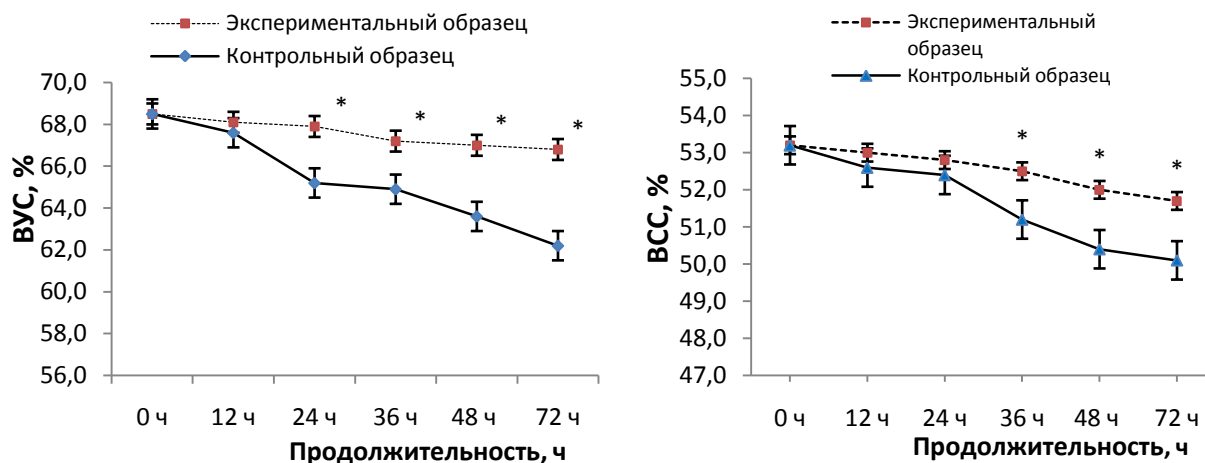 Экспериментальный образец
Контрольный образец
70,0
68,0
66,0
64,0
62,0
60,0
58,0
56,0
ВУС, %
* * * *
0 ч 12 ч 24 ч 36 ч 48 ч 72 ч
Продолжительность, ч
Экспериментальный
образец
Контрольный образец
55,0
54,0
53,0
52,0
51,0
50,0
49,0
48,0
47,0
ВСС, %
* * *
0 ч 12 ч 24 ч 36 ч 48 ч 72 ч
Продолжительность, ч